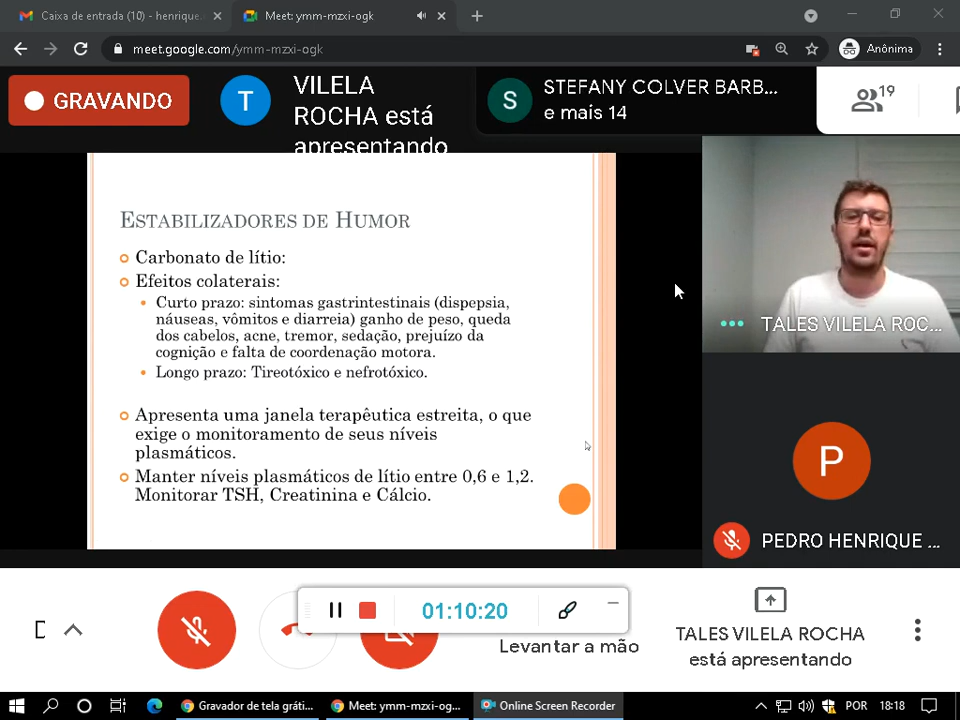 Caixa de entrada (10) - henrique.
Meet: ymm-mzxi-ogk
meet.google.com/ymm-mzxi-ogk
Anônima
GRAVANDO
T
VILELA
ROCHA está
apresentando
S
STEFANY COLVER BARB...
e mais 14
19
ESTABILIZADORES DE HUMOR
Carbonato de lítio:
Efeitos colaterais:
Curto prazo: sintomas gastrintestinais (dispepsia,
náuseas, vômitos e diarreia) ganho de peso, queda
dos cabelos, acne, tremor, sedação, prejuízo da
cognição e falta de coordenação motora.
Longo prazo: Tireotóxico e nefrotóxico.
Apresenta uma janela terapêutica estreita, o que
exige o monitoramento de seus níveis
plasmáticos.
Manter níveis plasmáticos de lítio entre 0,6 e 1,2.
Monitorar TSH, Creatinina e Cálcio.
TALES VILELA ROC...
P
PEDRO HENRIQUE ...
01:10:20
Levantar a mão
TALES VILELA ROCHA
está apresentando
Gravador de tela gráti...
Meet: ymm-mzxi-og...
Online Screen Recorder
POR
18:18